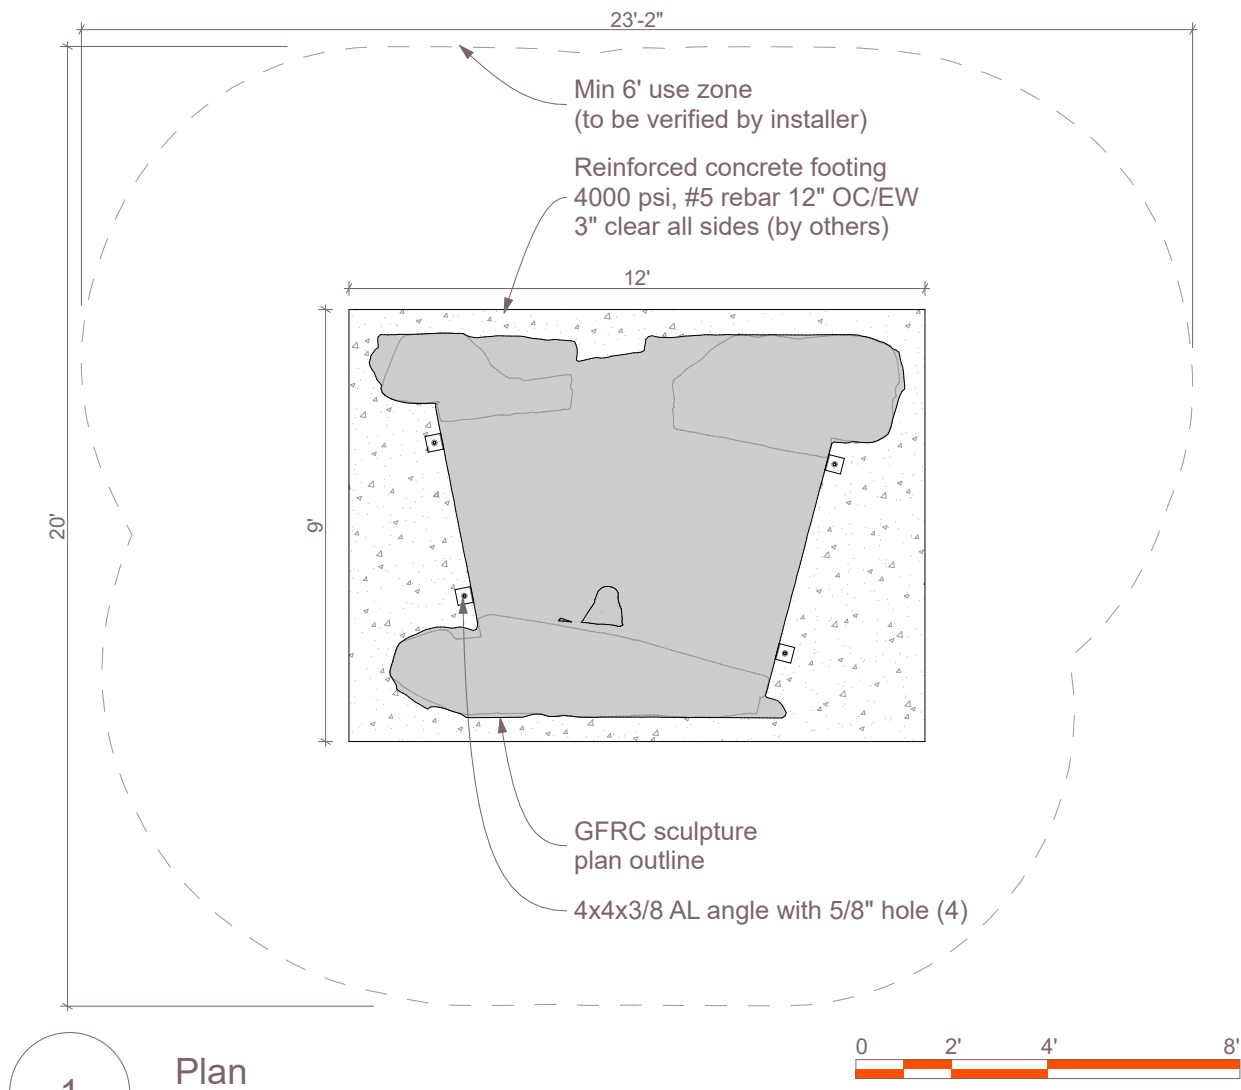 23'-2"
Min 6' use zone
(to be verified by installer)
Reinforced concrete footing
4000 psi, #5 rebar 12" OC/EW
3" clear all sides (by others)
12'
20'
9'
GFRC sculpture
plan outline
4x4x3/8 AL angle with 5/8" hole (4)
1
Plan
0 2' 4' 8'